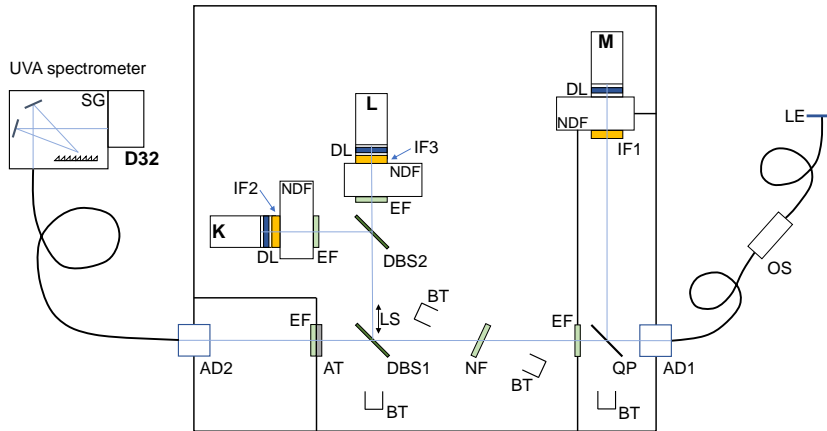 UVA spectrometer
SG
D32
M
DL
NDF
IF1
L
DL
IF3
NDF
EF
IF2
NDF
K
DL
EF
DBS2
LE
OS
LS
BT
EF
AT
DBS1
NF
BT
EF
QP
AD1
AD2
BT
BT